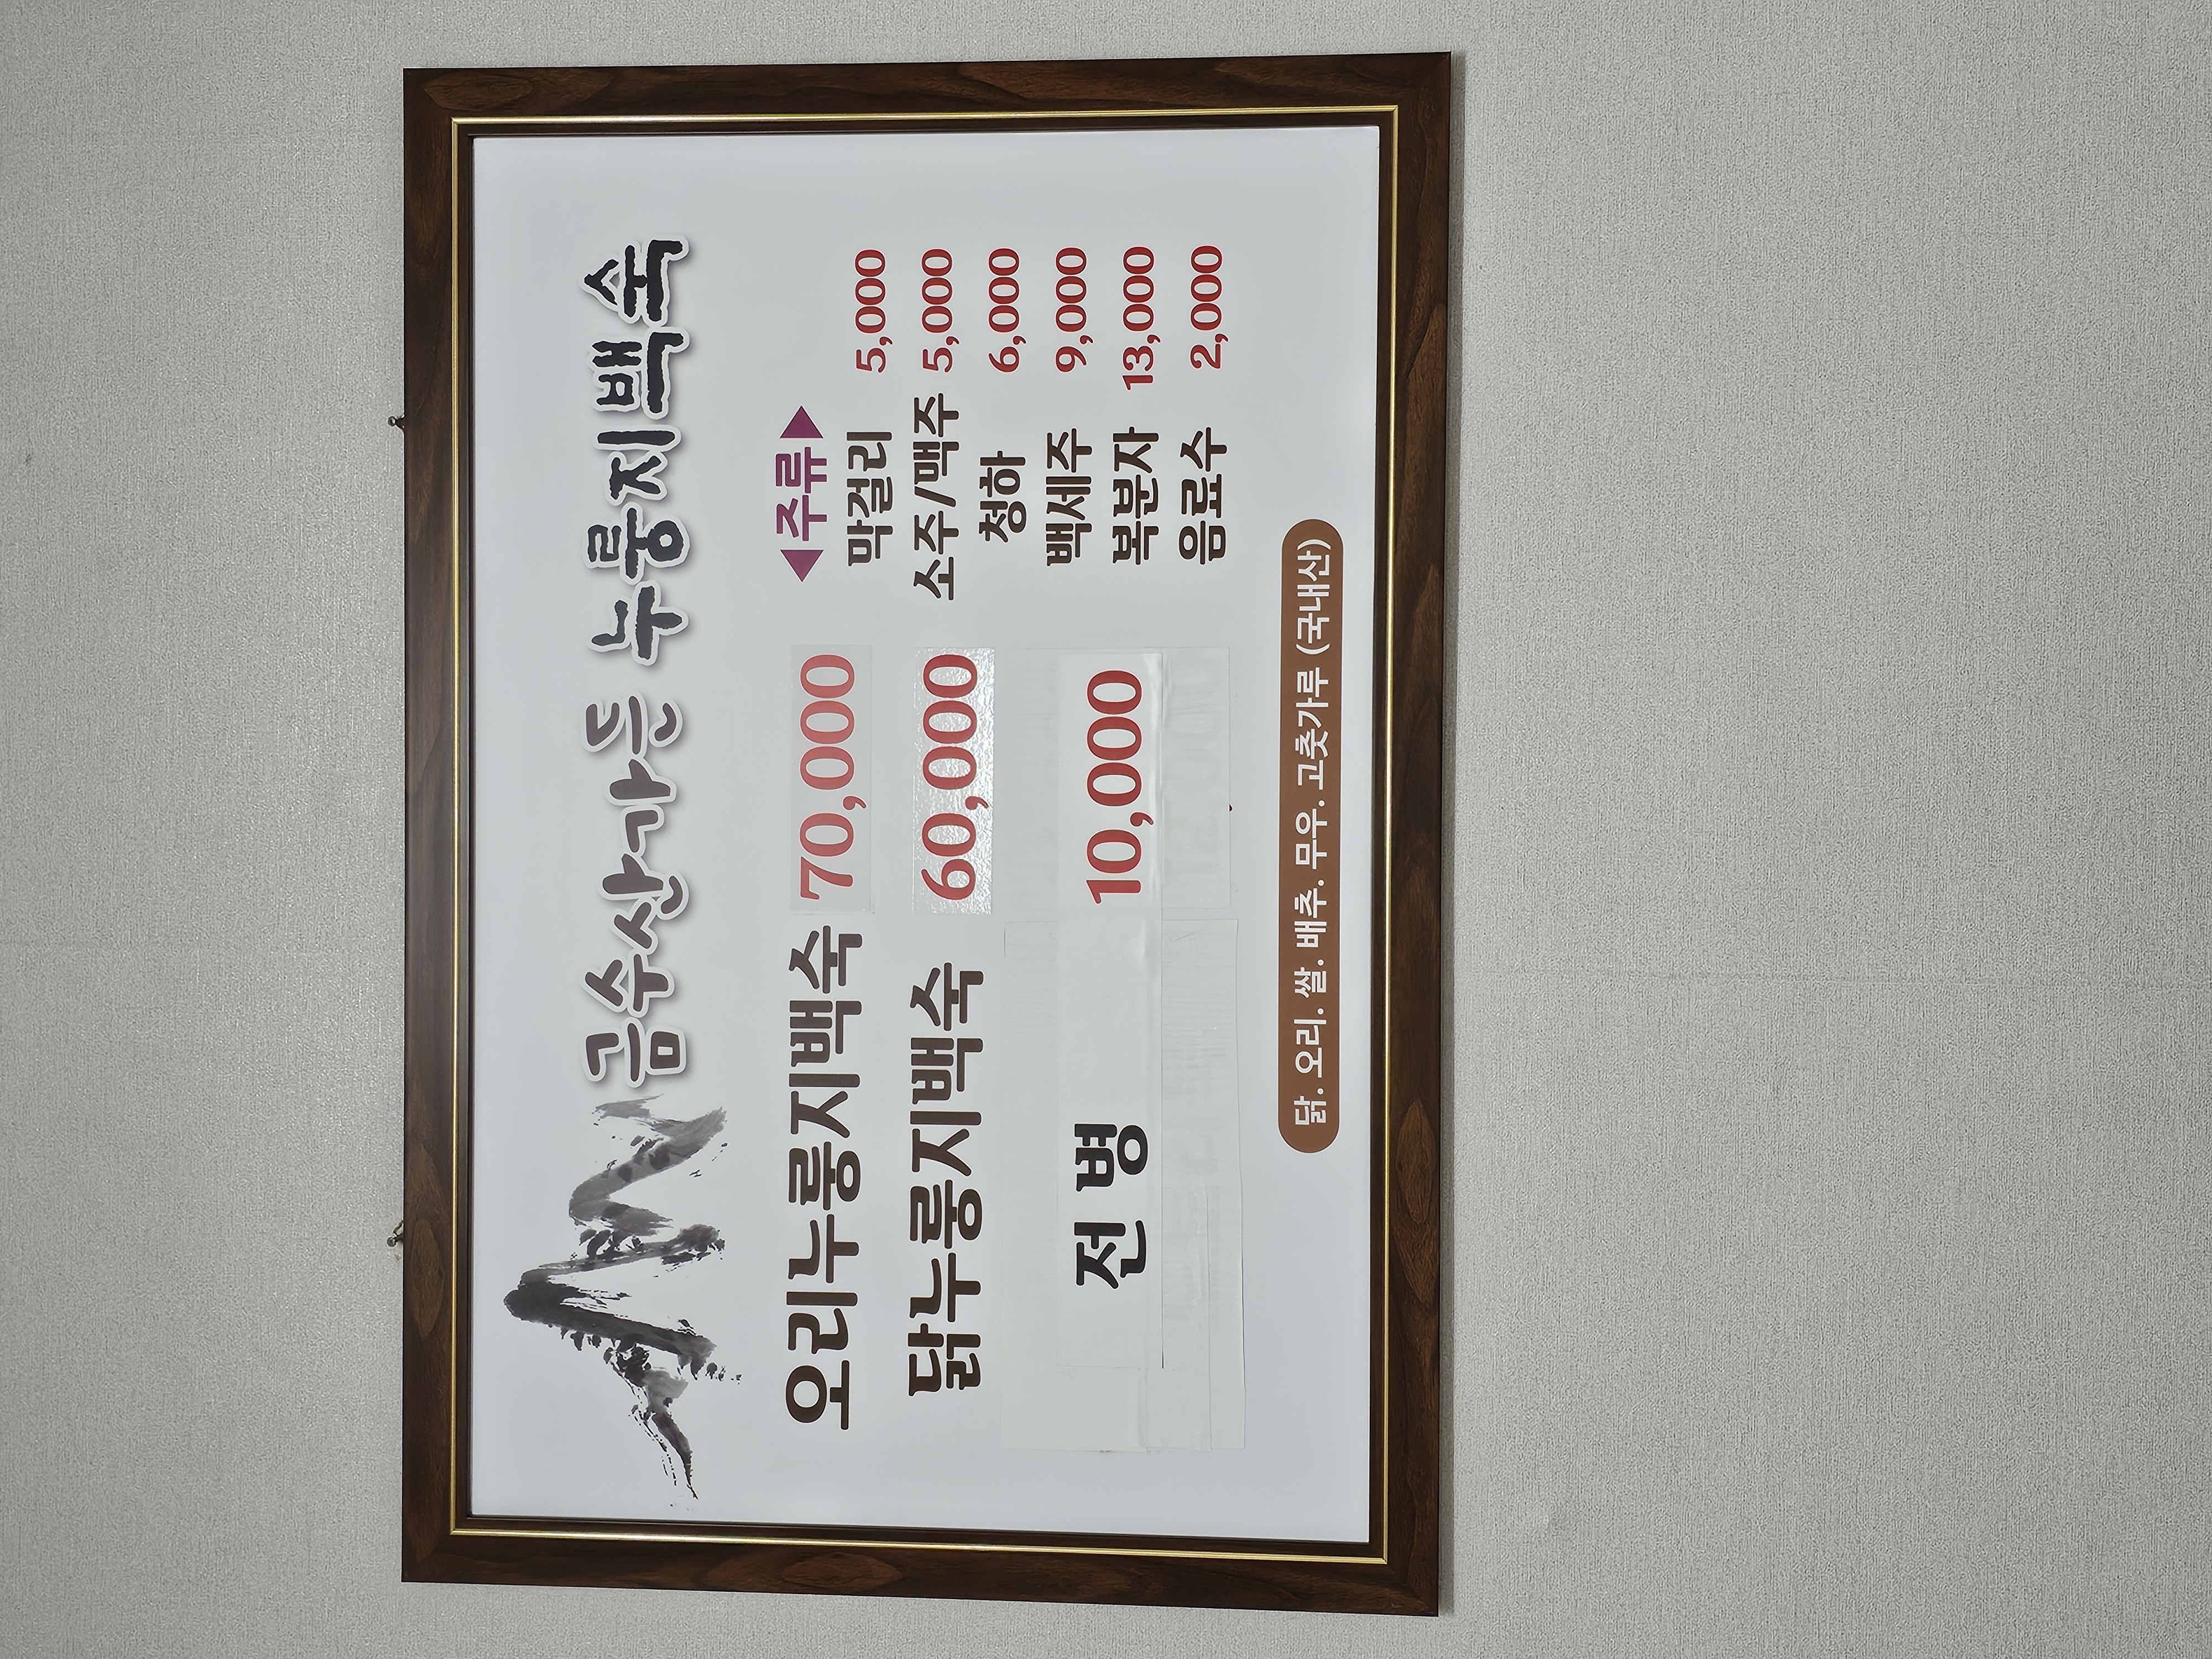 금수산가든 누룽지백숙
오리누룽지백숙 70,000
닭누룽지백숙 60,000
전병 10,000
◀주류▶
막걸리 5,000
소주/맥주 5,000
청하 6,000
백세주 9,000
복분자 13,000
음료수 2,000
닭. 오리. 쌀. 배추. 무우. 고춧가루 (국내산)